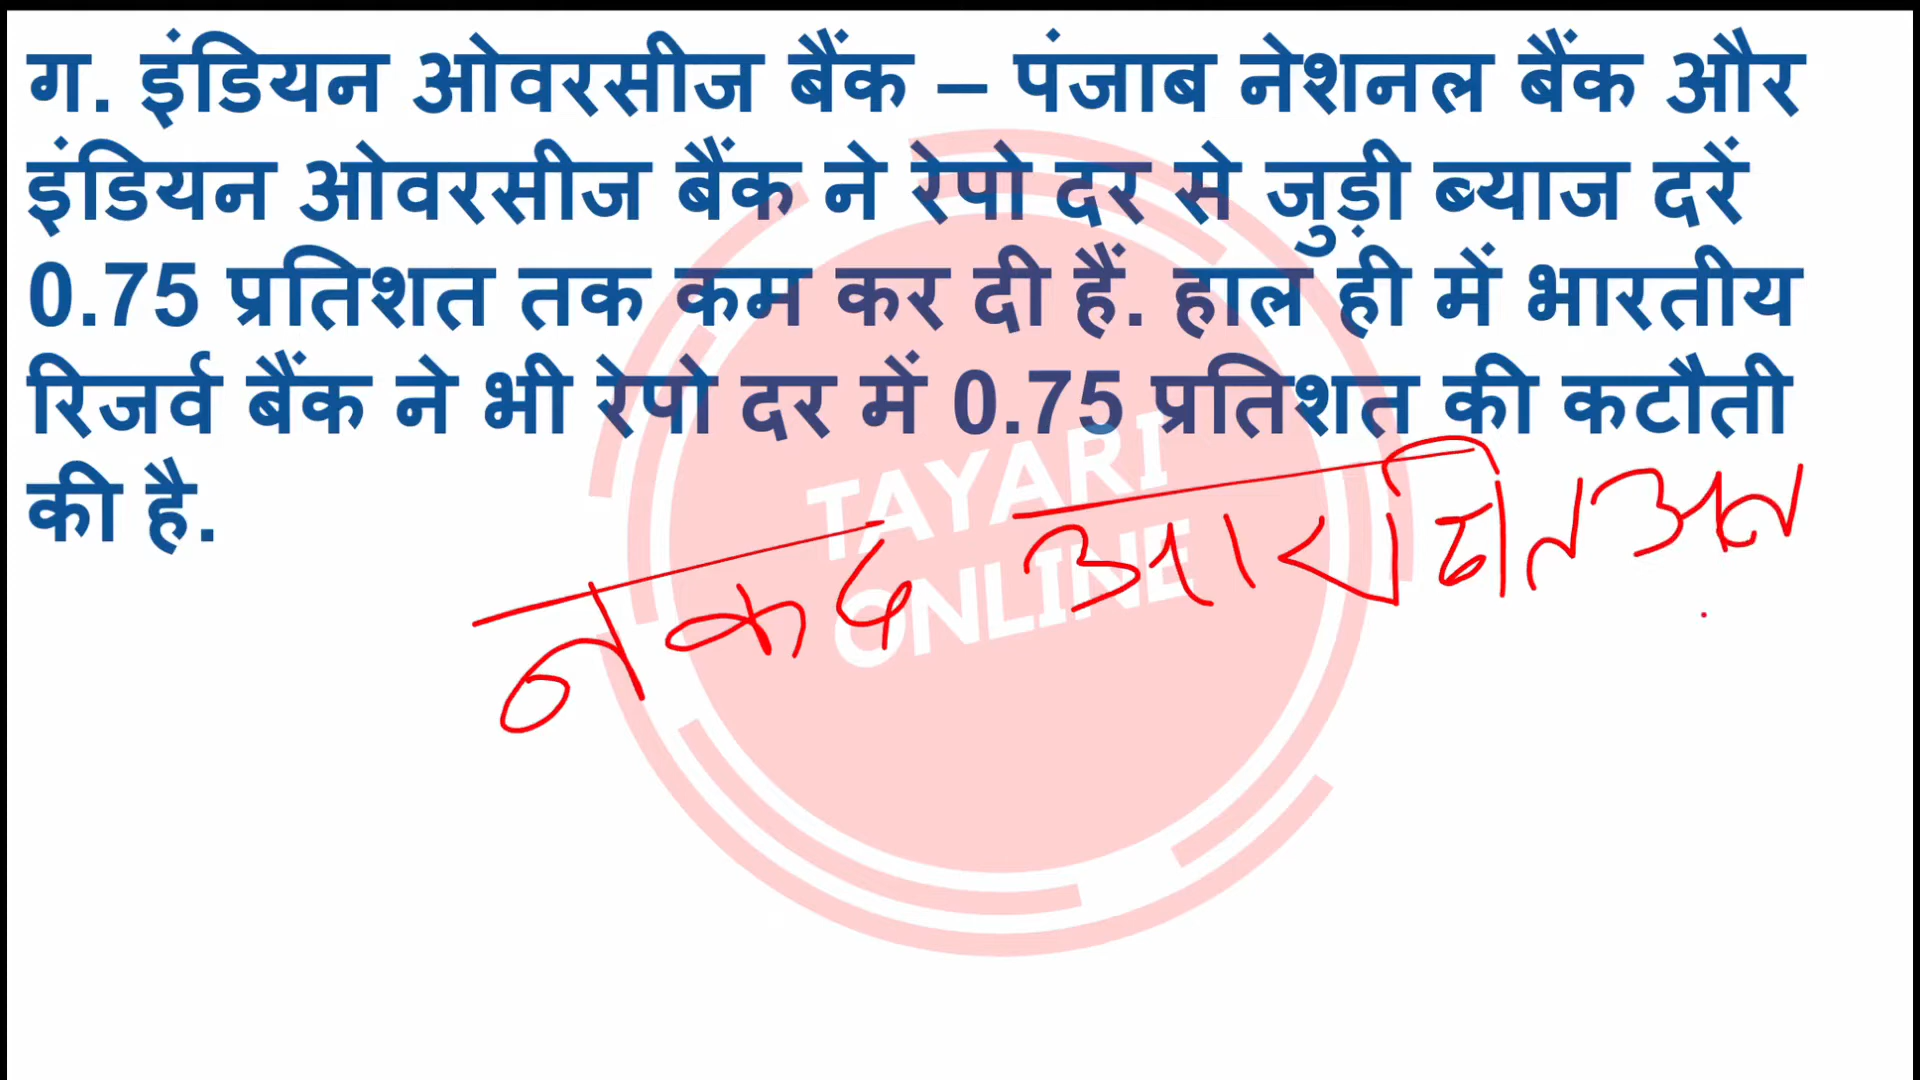 ग. इंडियन ओवरसीज बैंक – पंजाब नेशनल बैंक और
इंडियन ओवरसीज बैंक ने रेपो दर से जुड़ी ब्याज दरें
0.75 प्रतिशत तक कम कर दी हैं. हाल ही में भारतीय
रिजर्व बैंक ने भी रेपो दर में 0.75 प्रतिशत की कटौती
की है.
TAYARI
ONLINE
नकद